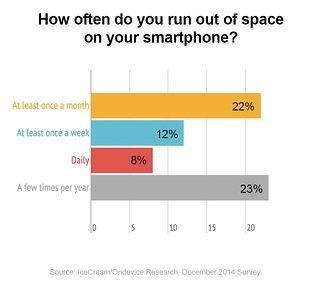 How often do you run out of space
on your smartphone?
At least once a month
22%
At least once a week
12%
Daily
8%
A few times per year
23%
0 5 10 15 20
Source: IceCream/Ondevice Research, December 2014 Survey